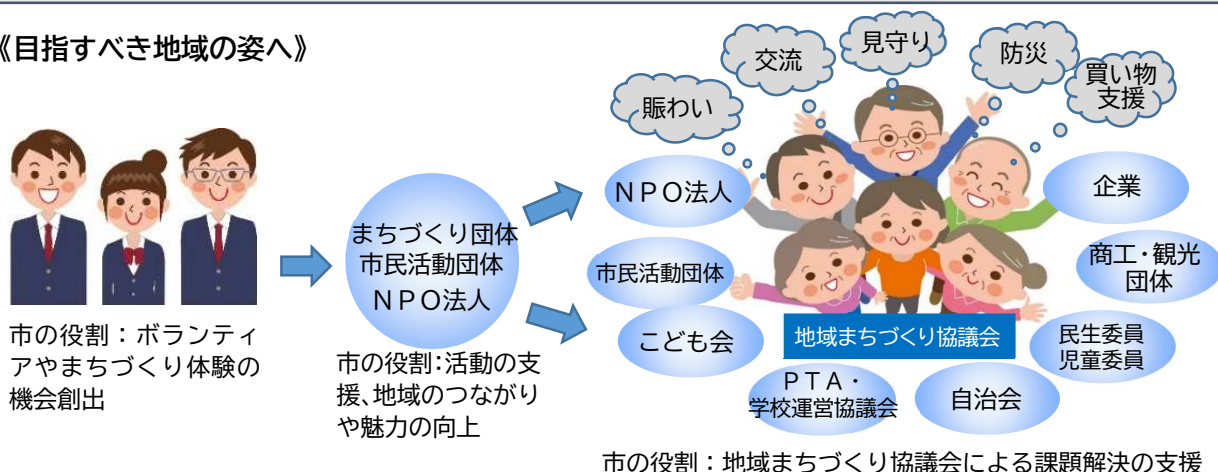 《目指すべき地域の姿へ》
市の役割：ボランティ
アやまちづくり体験の
機会創出
まちづくり団体
市民活動団体
ＮＰＯ法人
市の役割：活動の支
援、地域のつながり
や魅力の向上
賑わい
交流
見守り
防災
買い物
支援
ＮＰＯ法人
市民活動団体
こども会
ＰＴＡ・
学校運営協議会
自治会
民生委員
児童委員
商工・観光
団体
企業
地域まちづくり協議会
市の役割：地域まちづくり協議会による課題解決の支援